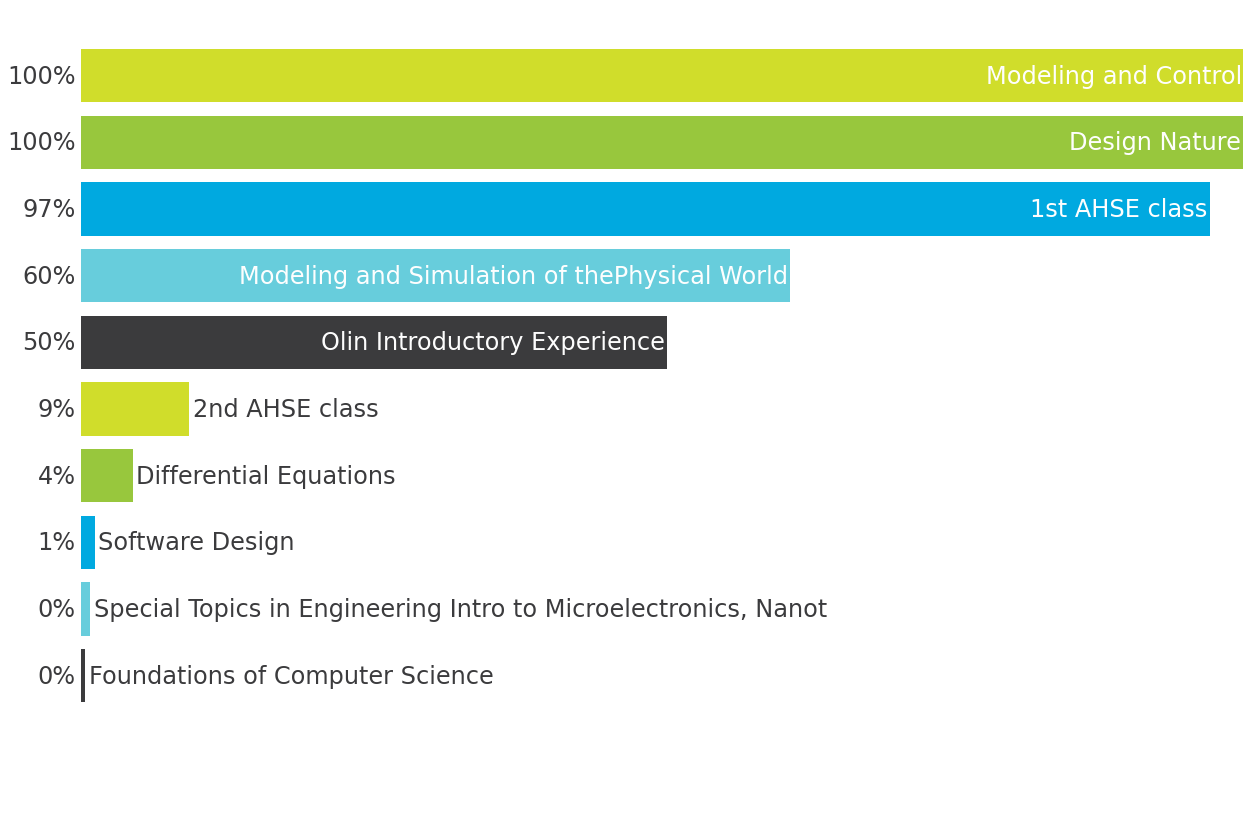 100% Modeling and Control
100% Design Nature
97% 1st AHSE class
60% Modeling and Simulation of thePhysical World
50% Olin Introductory Experience
9% 2nd AHSE class
4% Differential Equations
1% Software Design
0% Special Topics in Engineering Intro to Microelectronics, Nanot
0% Foundations of Computer Science